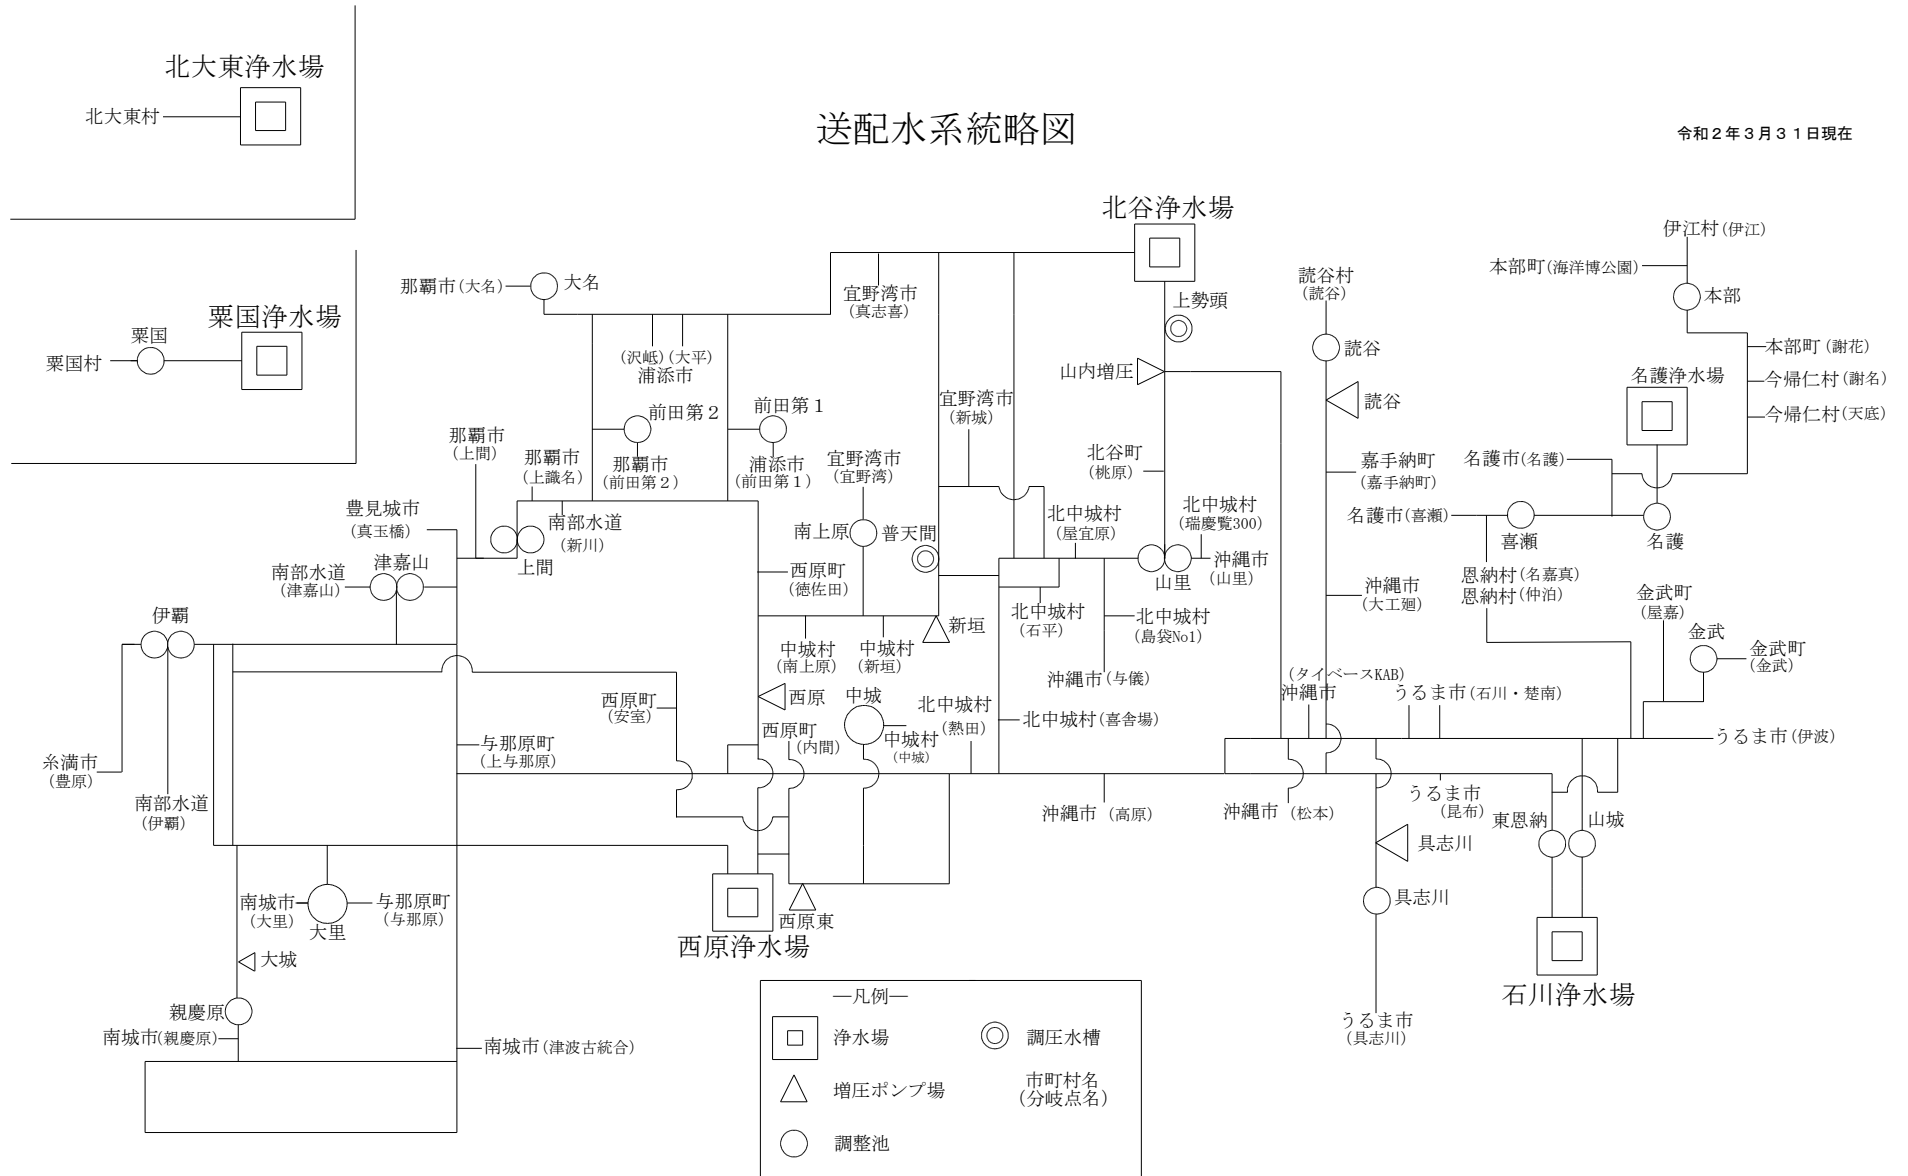 北大東浄水場
北大東村
送配水系統略図
令和２年３月３１日現在
粟国浄水場
粟国
粟国村
北谷浄水場
上勢頭
山内増圧
北谷町
(桃原)
那覇市(大名)
大名
宜野湾市
(真志喜)
(沢岻)(大平)
浦添市
前田第２
那覇市
(前田第２)
前田第１
浦添市
(前田第１)
宜野湾市
(宜野湾)
宜野湾市
(新城)
那覇市
(上間)
那覇市
(上識名)
南部水道
(新川)
上間
豊見城市
(真玉橋)
津嘉山
南部水道
(津嘉山)
伊覇
糸満市
(豊原)
南部水道
(伊覇)
南上原
普天間
西原町
(徳佐田)
新垣
中城村
(南上原)
中城村
(新垣)
北中城村
(屋宜原)
北中城村
(瑞慶覧300)
山里
沖縄市
(山里)
北中城村
(石平)
北中城村
(島袋No1)
沖縄市(与儀)
西原町
(安室)
西原
西原町
(内間)
中城
中城村
(中城)
北中城村
(熱田)
北中城村(喜舎場)
与那原町
(上与那原)
読谷村
(読谷)
読谷
読谷
嘉手納町
(嘉手納町)
沖縄市
(大工廻)
(タイベースKAB)
沖縄市
うるま市(石川・楚南)
伊江村(伊江)
本部町(海洋博公園)
本部
本部町(謝花)
今帰仁村(謝名)
今帰仁村(天底)
名護浄水場
名護市(名護)
名護市(喜瀬)
喜瀬
名護
恩納村(名嘉真)
恩納村(仲泊)
金武町
(屋嘉)
金武
金武町
(金武)
うるま市(伊波)
沖縄市 (高原)
沖縄市 (松本)
うるま市
(昆布)
東恩納
山城
石川浄水場
具志川
具志川
うるま市
(具志川)
南城市
(大里)
大里
与那原町
(与那原)
大城
親慶原
南城市(親慶原)
南城市(津波古統合)
西原東
西原浄水場
―凡例―
浄水場
調圧水槽
増圧ポンプ場
市町村名
(分岐点名)
調整池